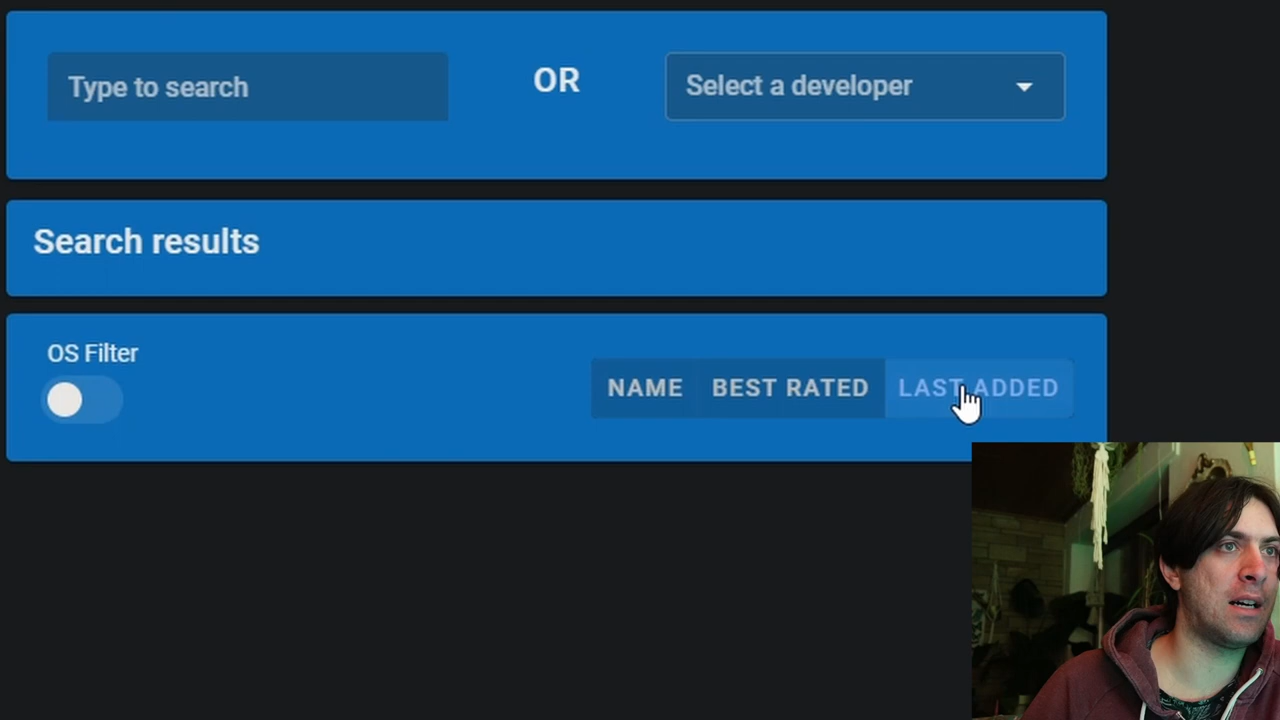 Type to search
OR
Select a developer
Search results
OS Filter
NAME
BEST RATED
LAST ADDED